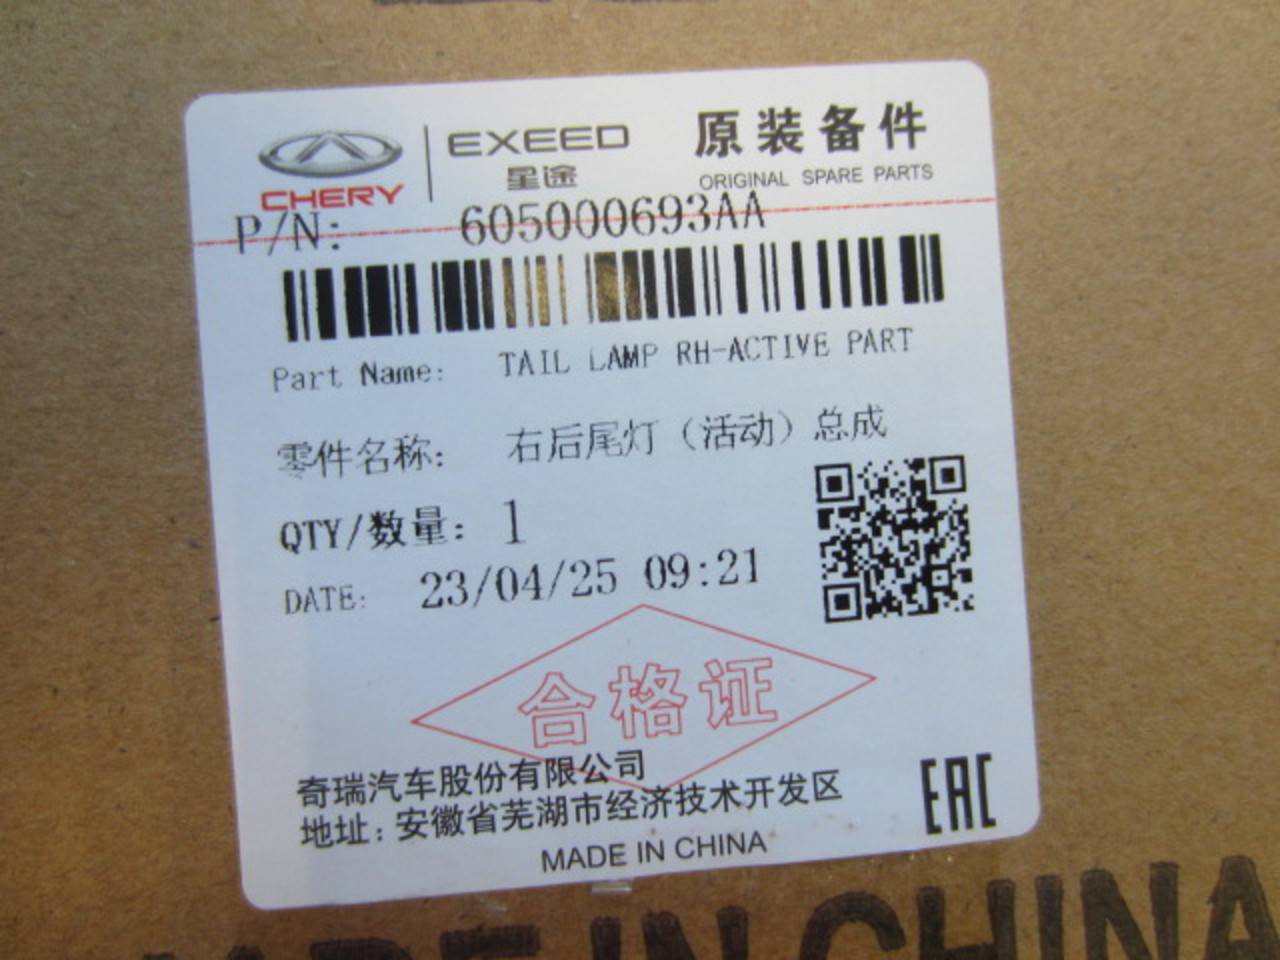 CHERY
EXEED
星途
原装备件
ORIGINAL SPARE PARTS
P/N: 605000693AA
Part Name: TAIL LAMP RH-ACTIVE PART
零件名称: 右后尾灯（活动）总成
QTY/数量: 1
DATE: 23/04/25 09:21
合格证
奇瑞汽车股份有限公司
地址：安徽省芜湖市经济技术开发区
MADE IN CHINA
EAC
MADE IN CHINA